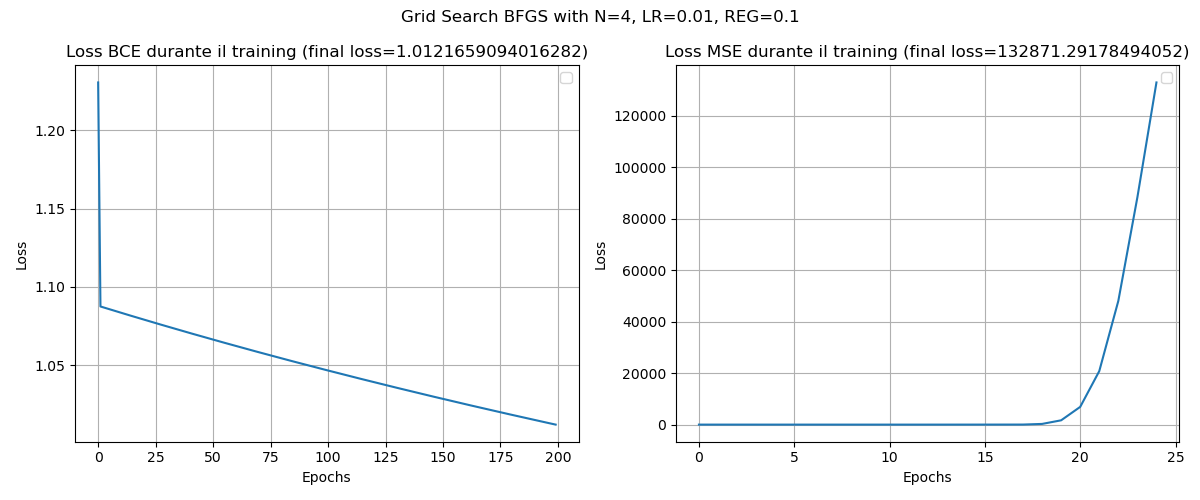 Grid Search BFGS with N=4, LR=0.01, REG=0.1
Loss BCE durante il training (final loss=1.0121659094016282)
1.20
1.15
1.10
1.05
Loss
0 25 50 75 100 125 150 175 200
Epochs
Loss MSE durante il training (final loss=132871.29178494052)
120000
100000
80000
60000
40000
20000
0
Loss
0 5 10 15 20 25
Epochs